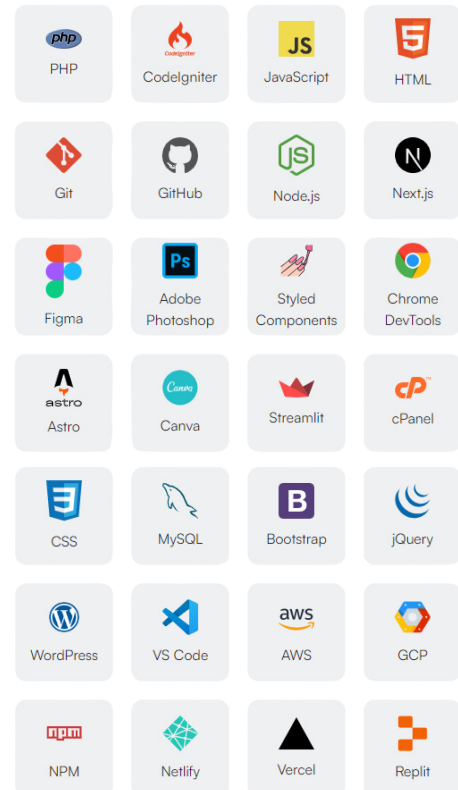 php
PHP
CodeIgniter
CodeIgniter
JS
JavaScript
5
HTML
Git
GitHub
JS
Node.js
N
Next.js
Figma
Ps
Adobe
Photoshop
Styled
Components
Chrome
DevTools
astro
Astro
Canva
Canva
Streamlit
cP
cPanel
3
CSS
MySQL
B
Bootstrap
jQuery
W
WordPress
VS Code
aws
AWS
GCP
npm
NPM
Netlify
Vercel
Replit